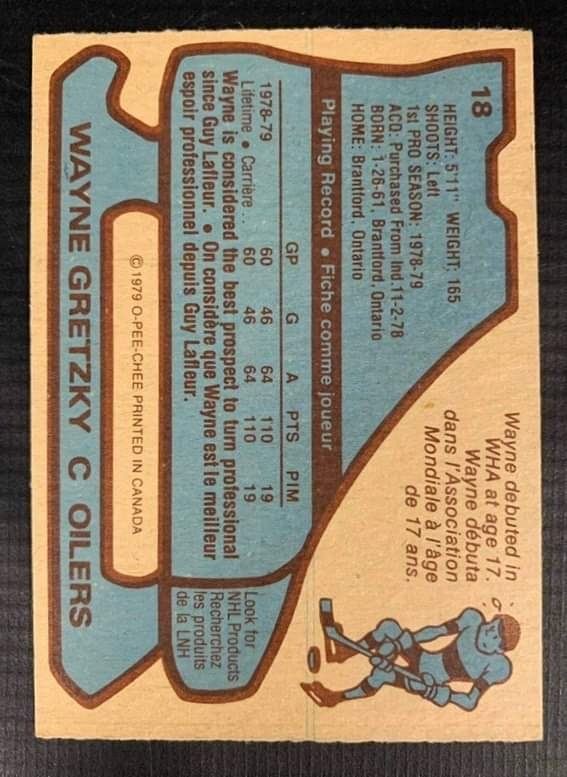 18
HEIGHT: 5'11" WEIGHT: 165
SHOOTS: Left
1st PRO SEASON: 1978-79
ACQ: Purchased From Ind. 11-2-78
BORN: 1-26-61, Brantford, Ontario
HOME: Brantford, Ontario
Wayne debuted in
WHA at age 17.
Wayne débuta
dans l'Association
Mondiale à l'âge
de 17 ans.
Playing Record • Fiche comme joueur
GP G A PTS PIM
1978-79 60 46 64 110 19
Lifetime • Carrière... 60 46 64 110 19
Wayne is considered the best prospect to turn professional
since Guy Lafleur. • On considère que Wayne est le meilleur
espoir professionnel depuis Guy Lafleur.
Look for
NHL Products
Recherchez
les produits
de la LNH
© 1979 O-PEE-CHEE PRINTED IN CANADA
WAYNE GRETZKY C OILERS